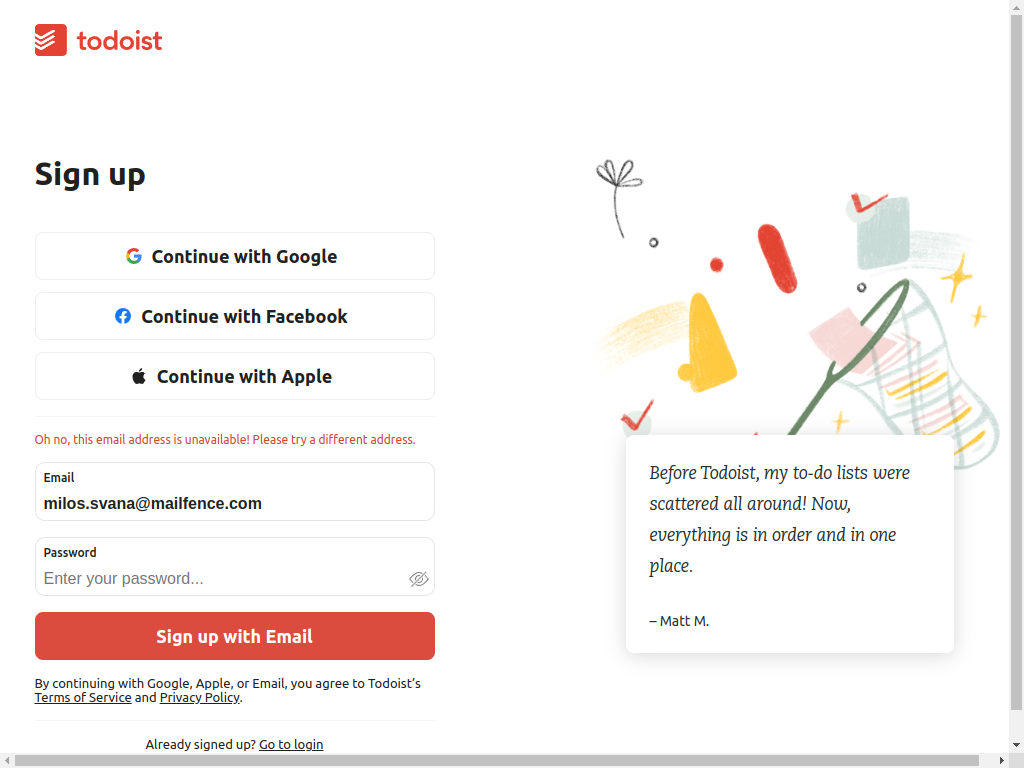 todoist
Sign up
Continue with Google
Continue with Facebook
Continue with Apple
Oh no, this email address is unavailable! Please try a different address.
Email
milos.svana@mailfence.com
Password
Enter your password...
Sign up with Email
By continuing with Google, Apple, or Email, you agree to Todoist’s
Terms of Service and Privacy Policy.
Already signed up? Go to login
Before Todoist, my to-do lists were
scattered all around! Now,
everything is in order and in one
place.
– Matt M.